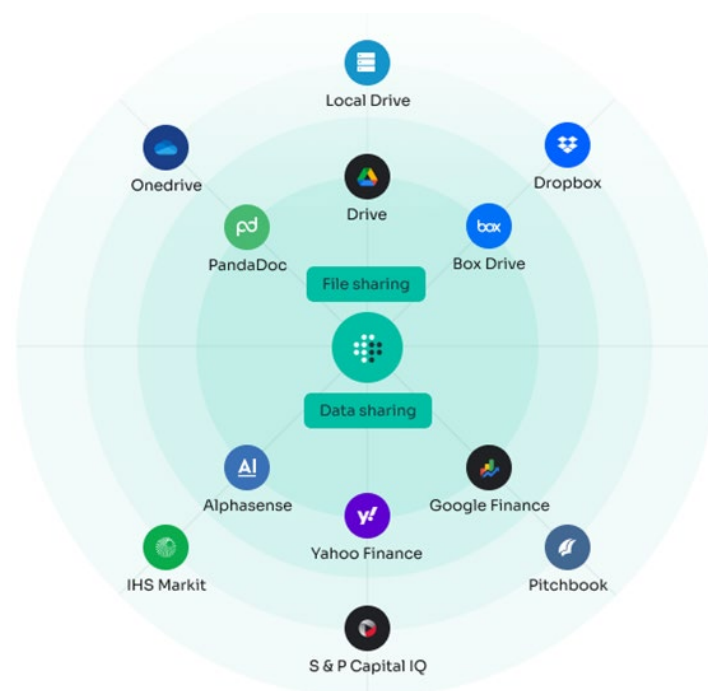 Local Drive
Onedrive
Dropbox
Drive
pd
PandaDoc
box
Box Drive
File sharing
Data sharing
AI
Alphasense
Google Finance
y!
Yahoo Finance
IHS Markit
Pitchbook
S & P Capital IQ